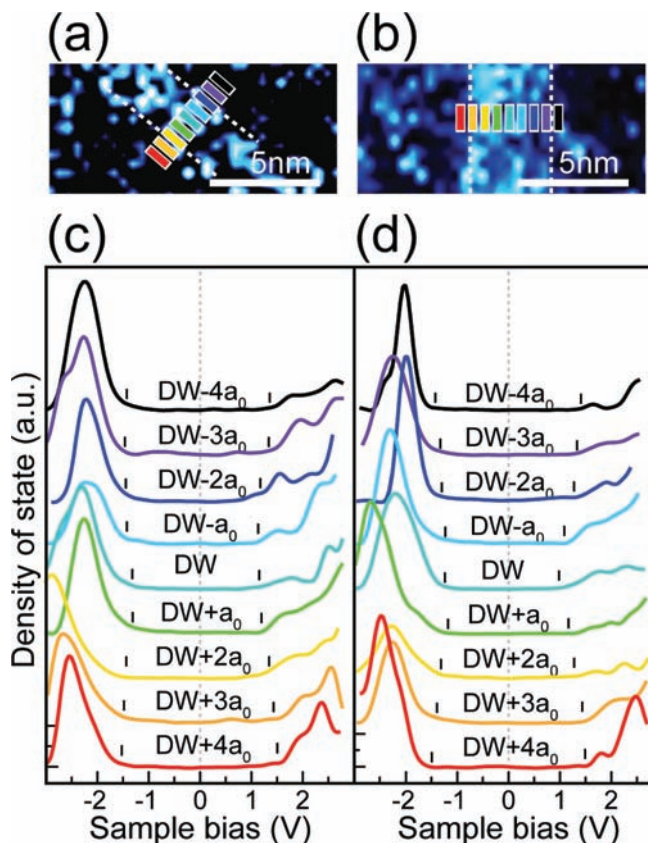 (a) (b)
5nm 5nm
(c) (d)
Density of state (a.u.)
DW-4a₀ DW-4a₀
DW-3a₀ DW-3a₀
DW-2a₀ DW-2a₀
DW-a₀ DW-a₀
DW DW
DW+a₀ DW+a₀
DW+2a₀ DW+2a₀
DW+3a₀ DW+3a₀
DW+4a₀ DW+4a₀
-2 -1 0 1 2 -2 -1 0 1 2
Sample bias (V) Sample bias (V)